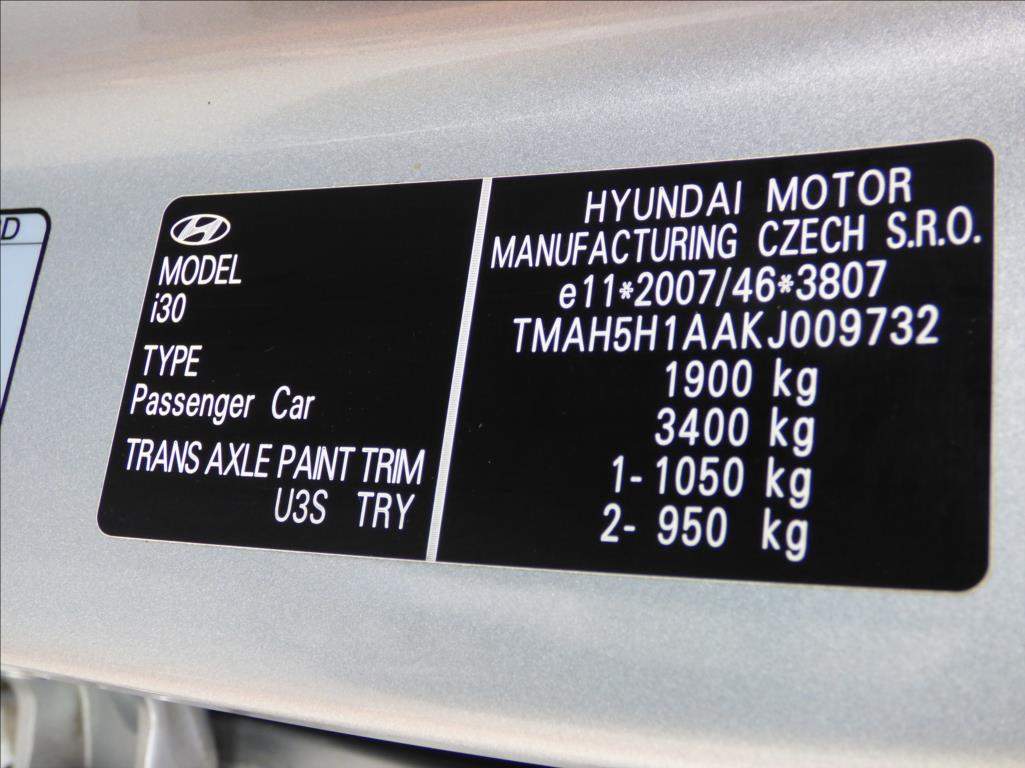 D
MODEL
i30
TYPE
Passenger Car
TRANS AXLE PAINT TRIM
U3S TRY
HYUNDAI MOTOR
MANUFACTURING CZECH S.R.O.
e11*2007/46*3807
TMAH5H1AAKJ009732
1900 kg
3400 kg
1- 1050 kg
2- 950 kg